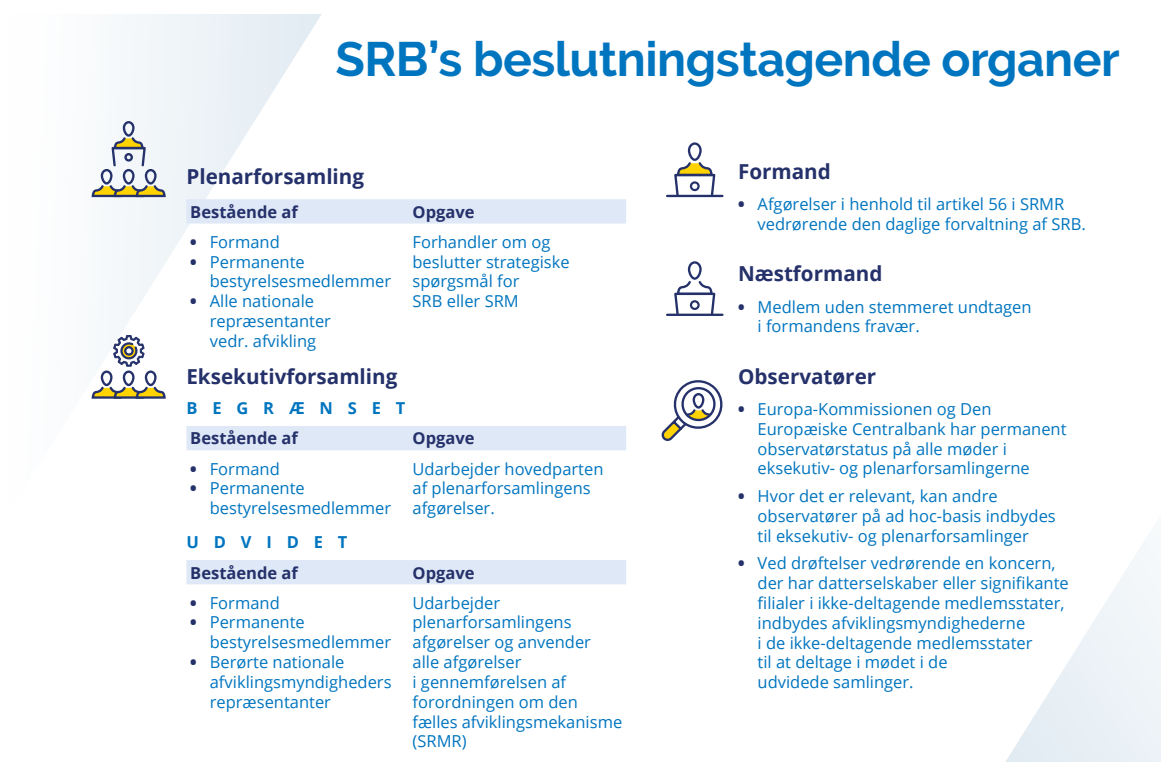 SRB’s beslutningstagende organer
Plenarforsamling
Bestående af
Opgave
• Formand
• Permanente
bestyrelsesmedlemmer
• Alle nationale
repræsentanter
vedr. afvikling
Forhandler om og
beslutter strategiske
spørgsmål for
SRB eller SRM
Eksekutivforsamling
BEGRÆNSET
Bestående af
Opgave
• Formand
• Permanente
bestyrelsesmedlemmer
Udarbejder hovedparten
af plenarforsamlingens
afgørelser.
UDVIDET
Bestående af
Opgave
• Formand
• Permanente
bestyrelsesmedlemmer
• Berørte nationale
afviklingsmyndigheders
repræsentanter
Udarbejder
plenarforsamlingens
afgørelser og anvender
alle afgørelser
i gennemførelsen af
forordningen om den
fælles afviklingsmekanisme
(SRMR)
Formand
• Afgørelser i henhold til artikel 56 i SRMR
vedrørende den daglige forvaltning af SRB.
Næstformand
• Medlem uden stemmeret undtagen
i formandens fravær.
Observatører
• Europa-Kommissionen og Den
Europæiske Centralbank har permanent
observatørstatus på alle møder i
eksekutiv- og plenarforsamlingerne
• Hvor det er relevant, kan andre
observatører på ad hoc-basis indbydes
til eksekutiv- og plenarforsamlinger
• Ved drøftelser vedrørende en koncern,
der har datterselskaber eller signifikante
filialer i ikke-deltagende medlemsstater,
indbydes afviklingsmyndighederne
i de ikke-deltagende medlemsstater
til at deltage i mødet i de
udvidede samlinger.